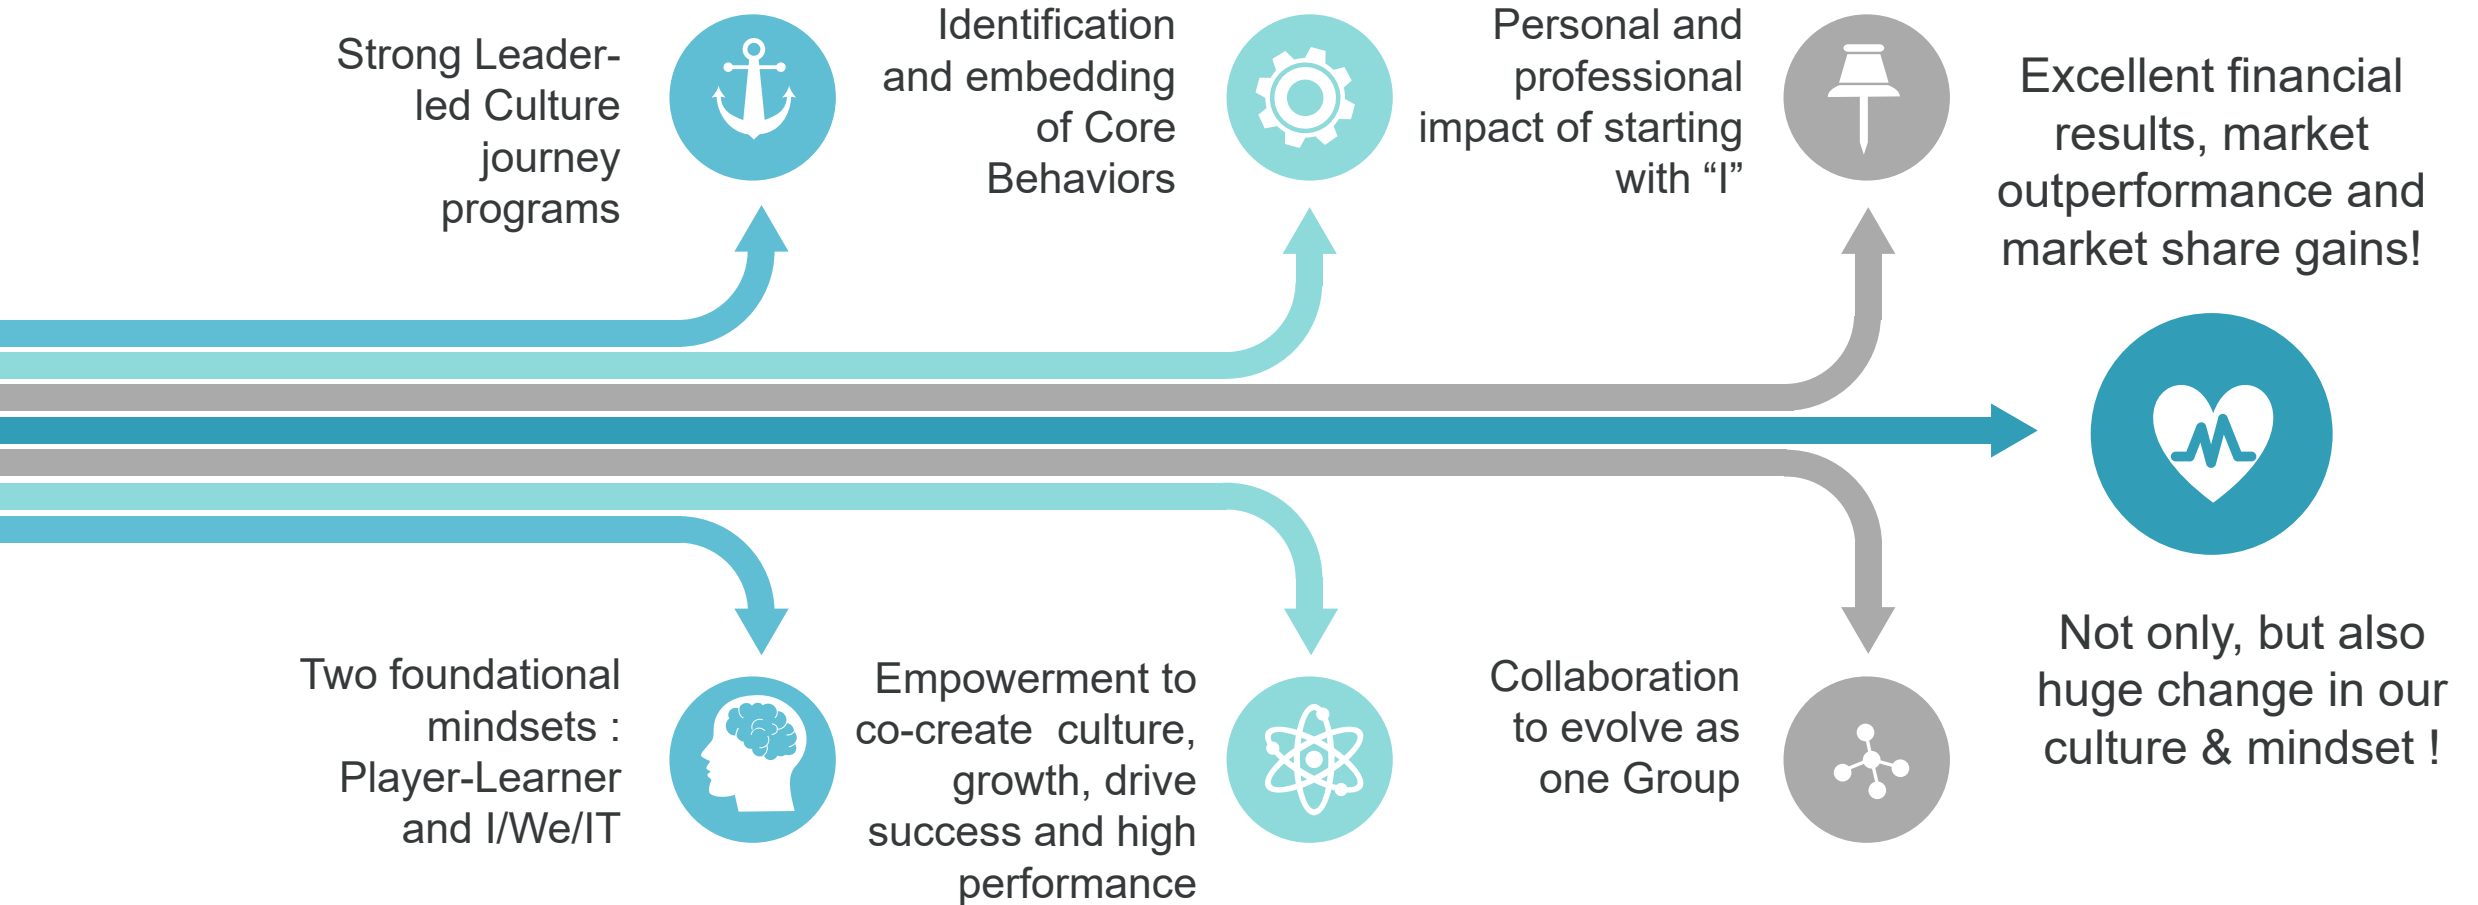 Strong Leader-
led Culture
journey
programs
Identification
and embedding
of Core
Behaviors
Personal and
professional
impact of starting
with “I”
Excellent financial
results, market
outperformance and
market share gains!
Two foundational
mindsets :
Player-Learner
and I/We/IT
Empowerment to
co-create  culture,
growth, drive
success and high
performance
Collaboration
to evolve as
one Group
Not only, but also
huge change in our
culture & mindset !